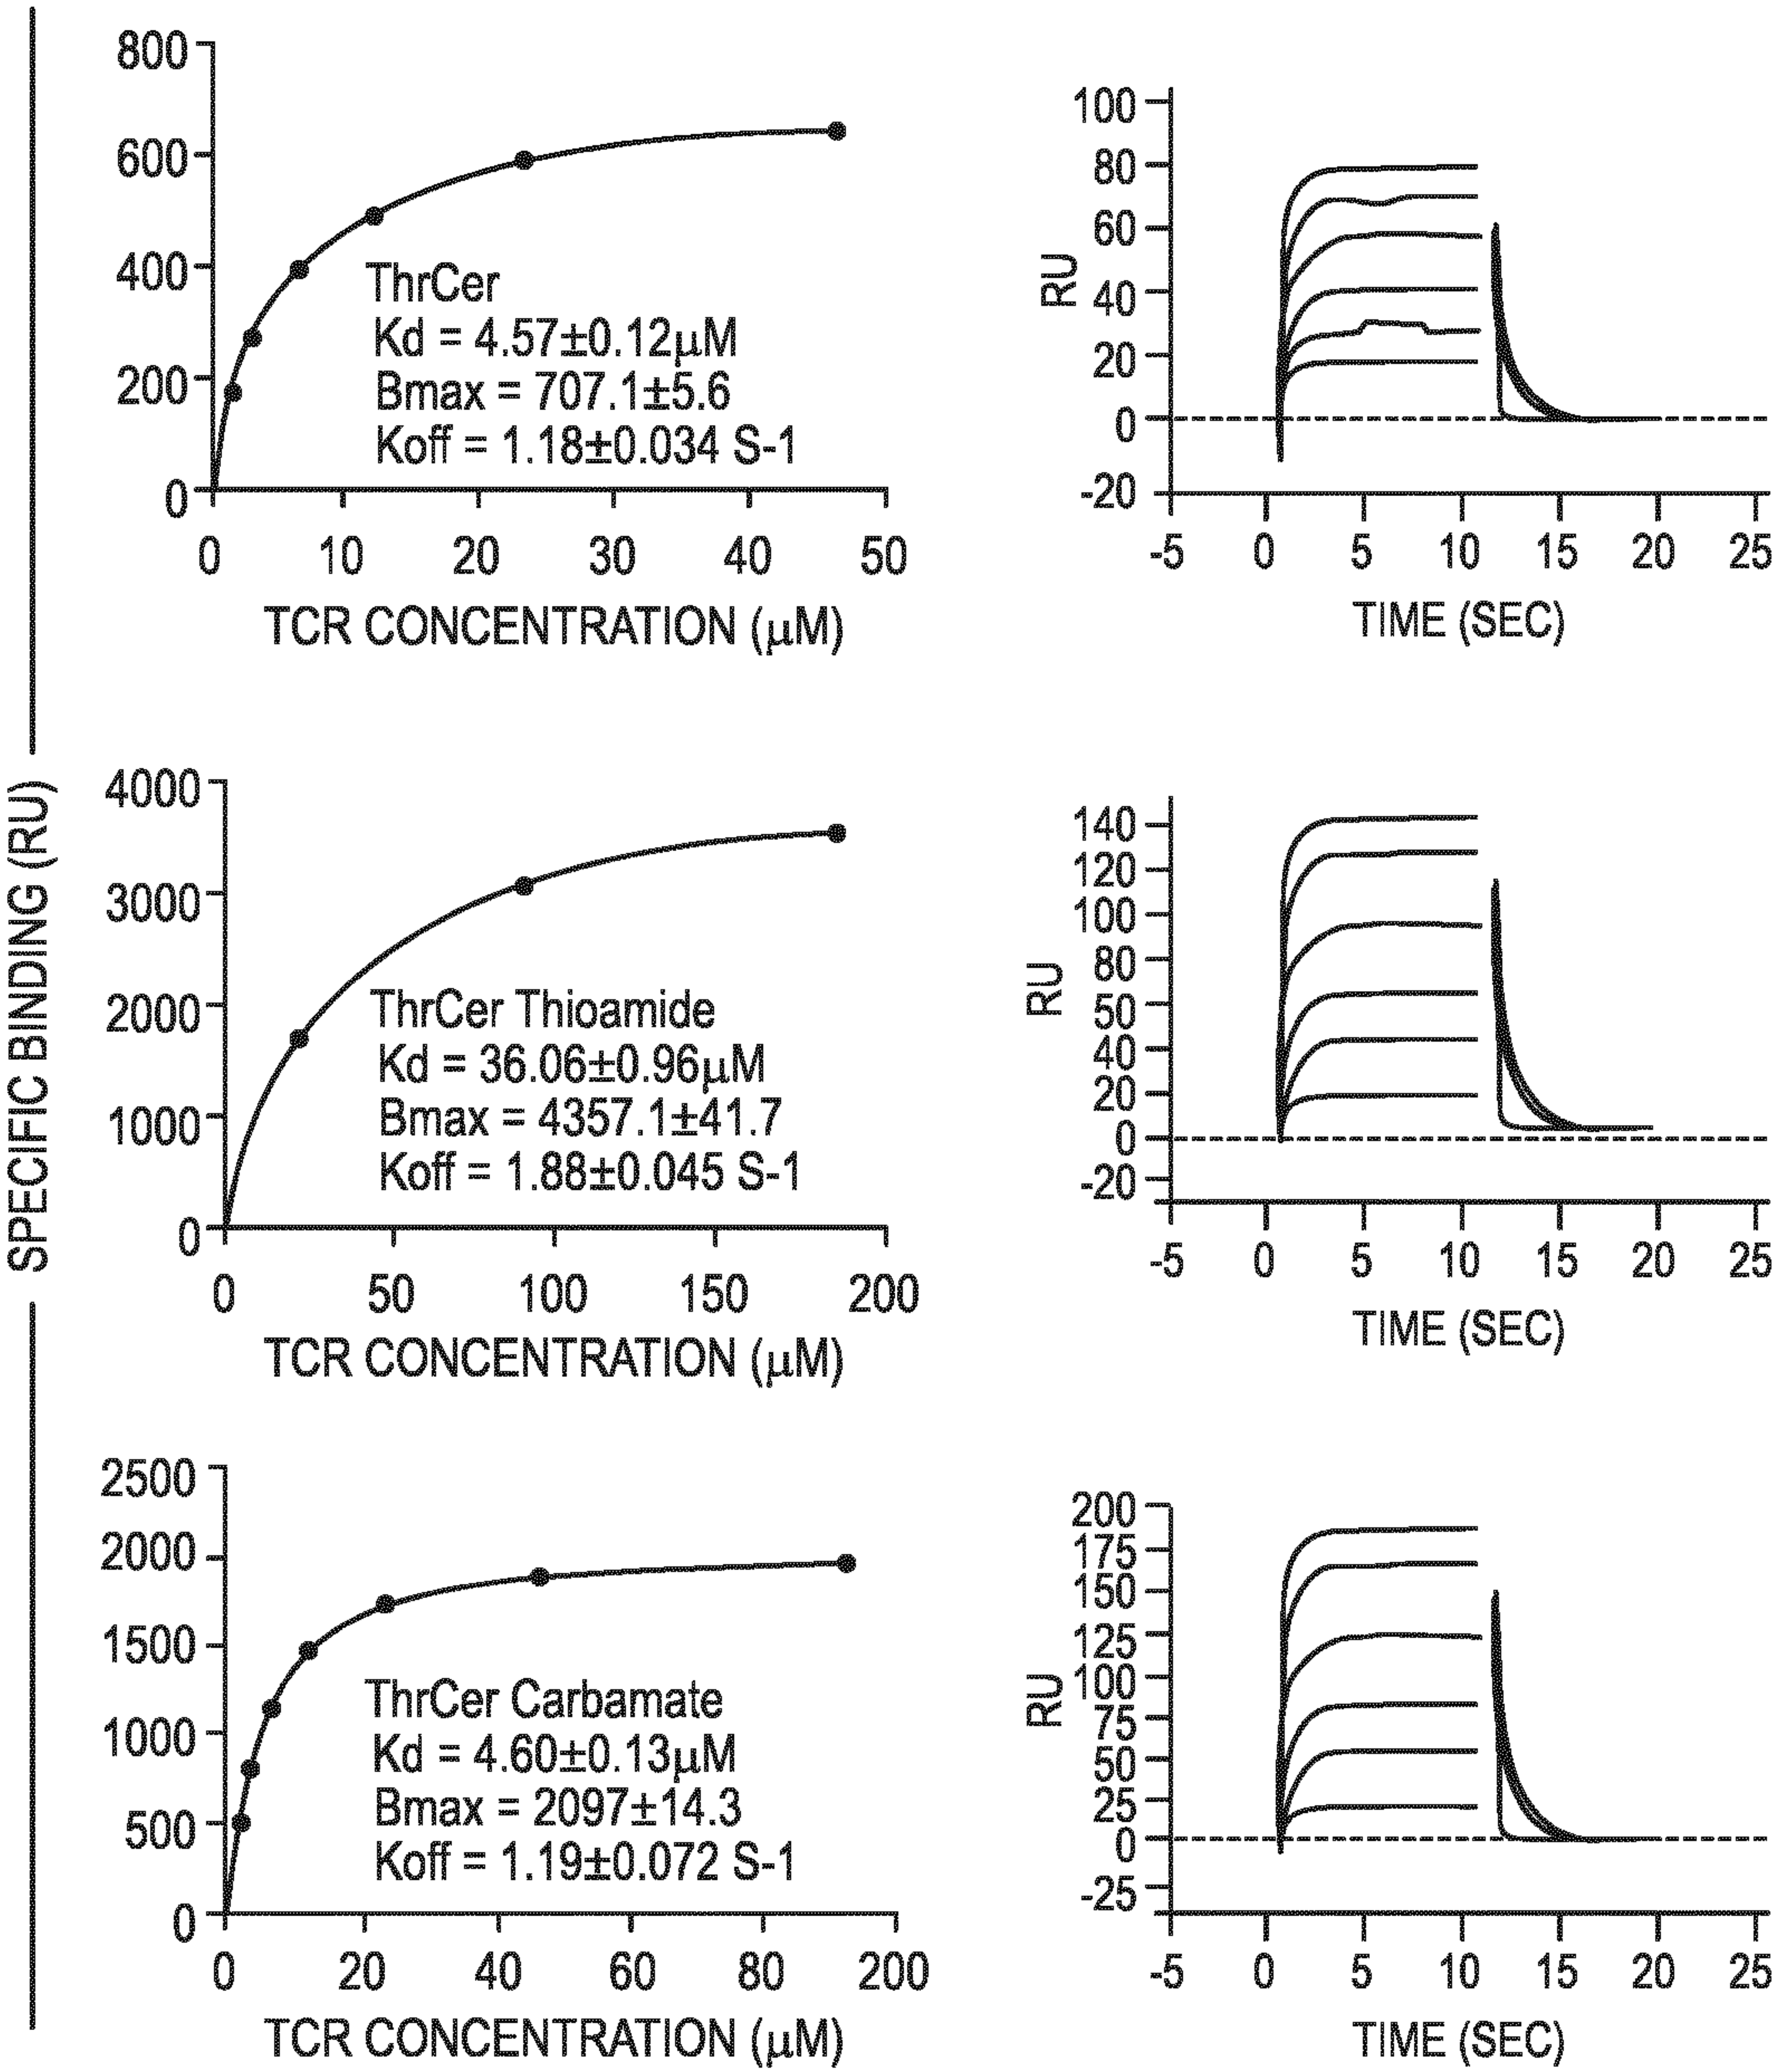 SPECIFIC BINDING (RU)
800
600
400
200
0
0 10 20 30 40 50
TCR CONCENTRATION (μM)
ThrCer
Kd = 4.57±0.12μM
Bmax = 707.1±5.6
Koff = 1.18±0.034 S-1
100
80
60
40
20
0
-20
RU
-5 0 5 10 15 20 25
TIME (SEC)
4000
3000
2000
1000
0
0 50 100 150 200
TCR CONCENTRATION (μM)
ThrCer Thioamide
Kd = 36.06±0.96μM
Bmax = 4357.1±41.7
Koff = 1.88±0.045 S-1
140
120
100
80
50
40
20
0
-20
RU
-5 0 5 10 15 20 25
TIME (SEC)
2500
2000
1500
1000
500
0
0 20 40 60 80 200
TCR CONCENTRATION (μM)
ThrCer Carbamate
Kd = 4.60±0.13μM
Bmax = 2097±14.3
Koff = 1.19±0.072 S-1
200
175
150
125
100
75
50
25
0
-25
RU
-5 0 5 10 15 20 25
TIME (SEC)